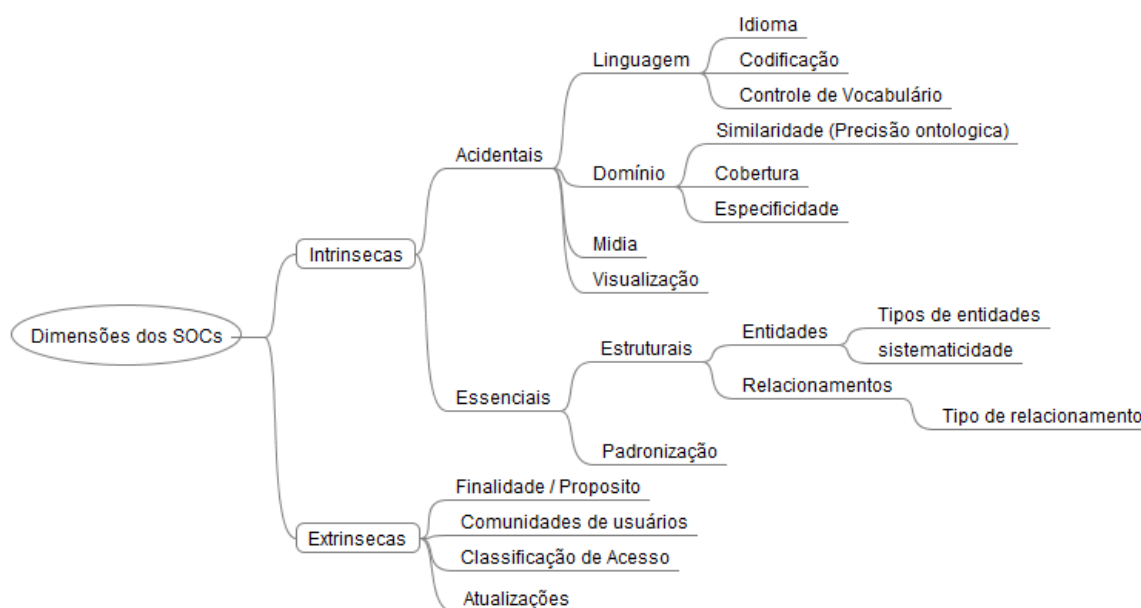 Idioma
Linguagem
Codificação
Controle de Vocabulário
Similaridade (Precisão ontologica)
Acidentais
Domínio
Cobertura
Especificidade
Midia
Intrinsecas
Visualização
Tipos de entidades
Dimensões dos SOCs
Entidades
Estruturais
sistematicidade
Relacionamentos
Essenciais
Tipo de relacionamento
Padronização
Finalidade / Proposito
Comunidades de usuários
Extrinsecas
Classificação de Acesso
Atualizações